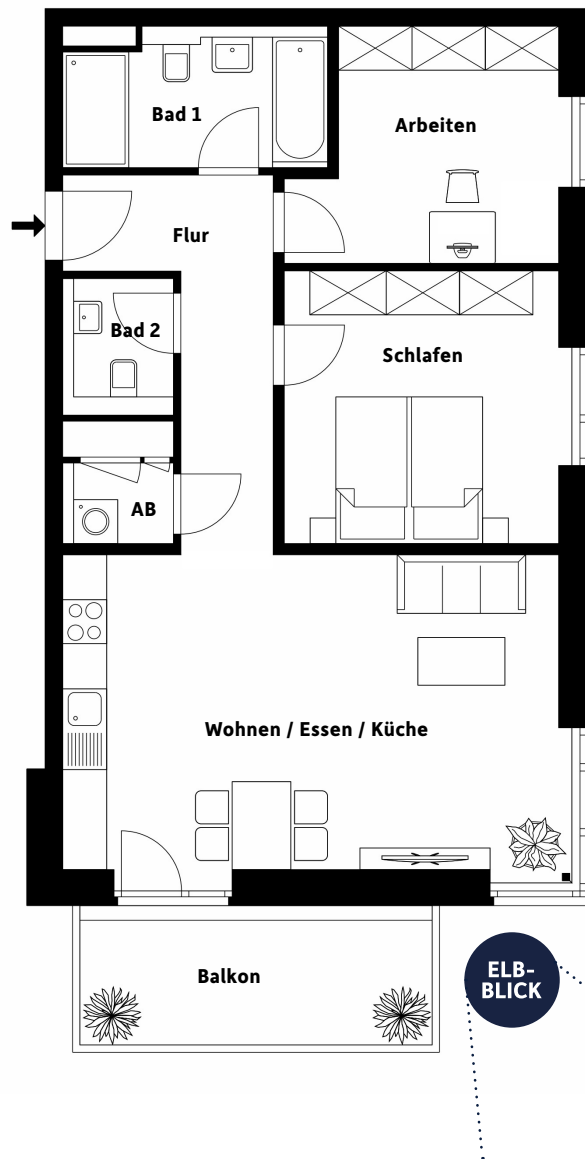 Bad 1
Arbeiten
Flur
Bad 2
Schlafen
AB
Wohnen / Essen / Küche
Balkon
ELB-
BLICK